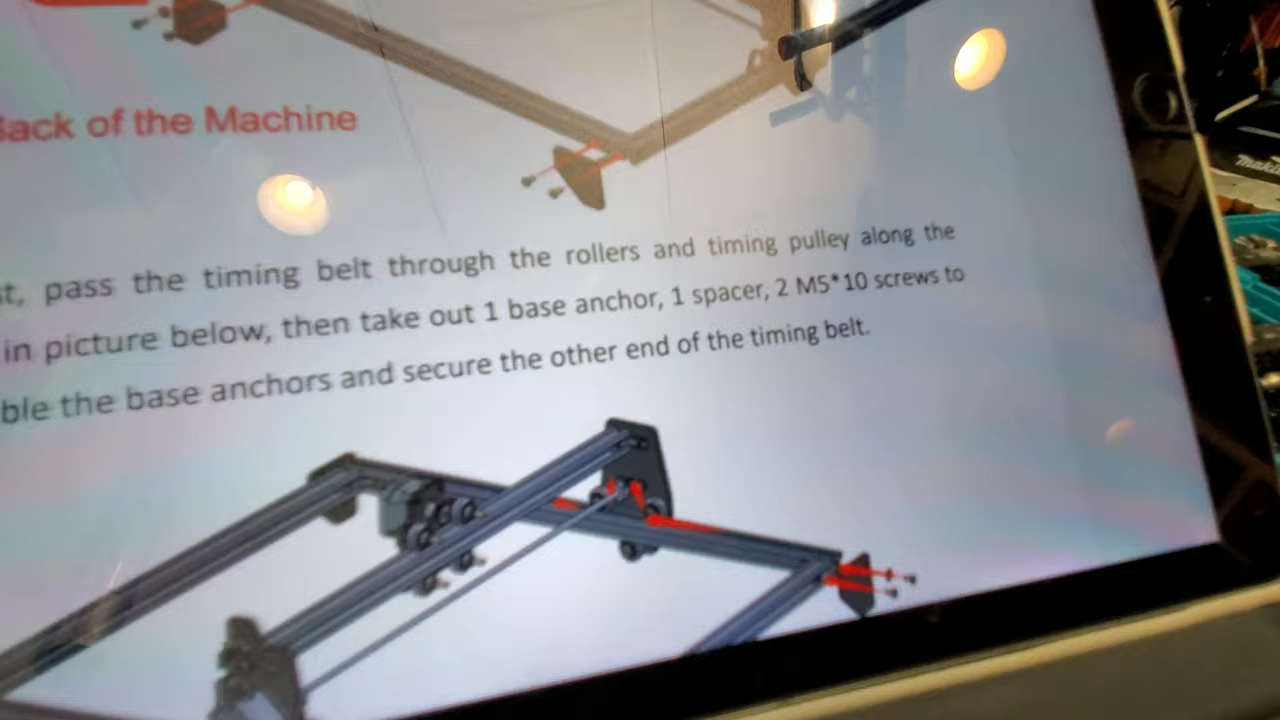 Back of the Machine
pass the timing belt through the rollers and timing pulley along the
in picture below, then take out 1 base anchor, 1 spacer, 2 M5*10 screws to
the base anchors and secure the other end of the timing belt.